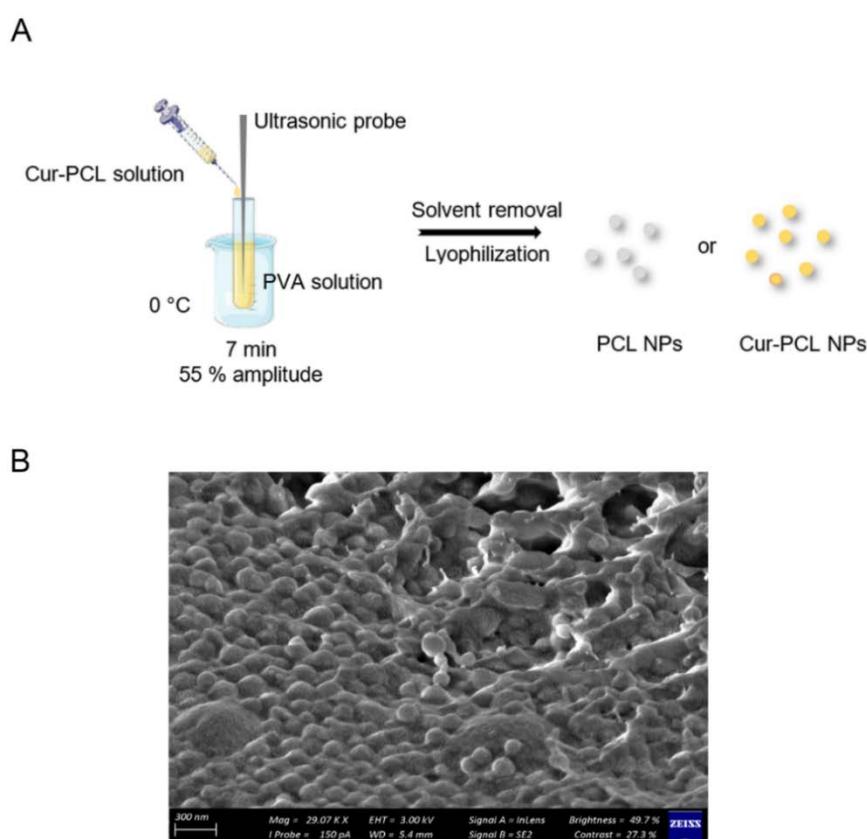 A
Ultrasonic probe
Cur-PCL solution
Solvent removal
Lyophilization
or
PVA solution
0 °C
7 min
55 % amplitude
PCL NPs
Cur-PCL NPs
B
300 nm
Mag = 29.07 K X
EHT = 3.00 kV
Signal A = InLens
Brightness = 49.7 %
I Probe = 150 pA
WD = 5.4 mm
Signal B = SE2
Contrast = 27.3 %
ZEISS